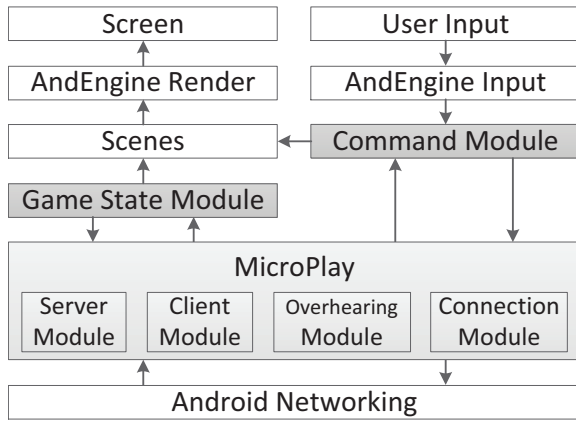 Screen
User Input
AndEngine Render
AndEngine Input
Scenes
Command Module
Game State Module
MicroPlay
Server
Module
Client
Module
Overhearing
Module
Connection
Module
Android Networking